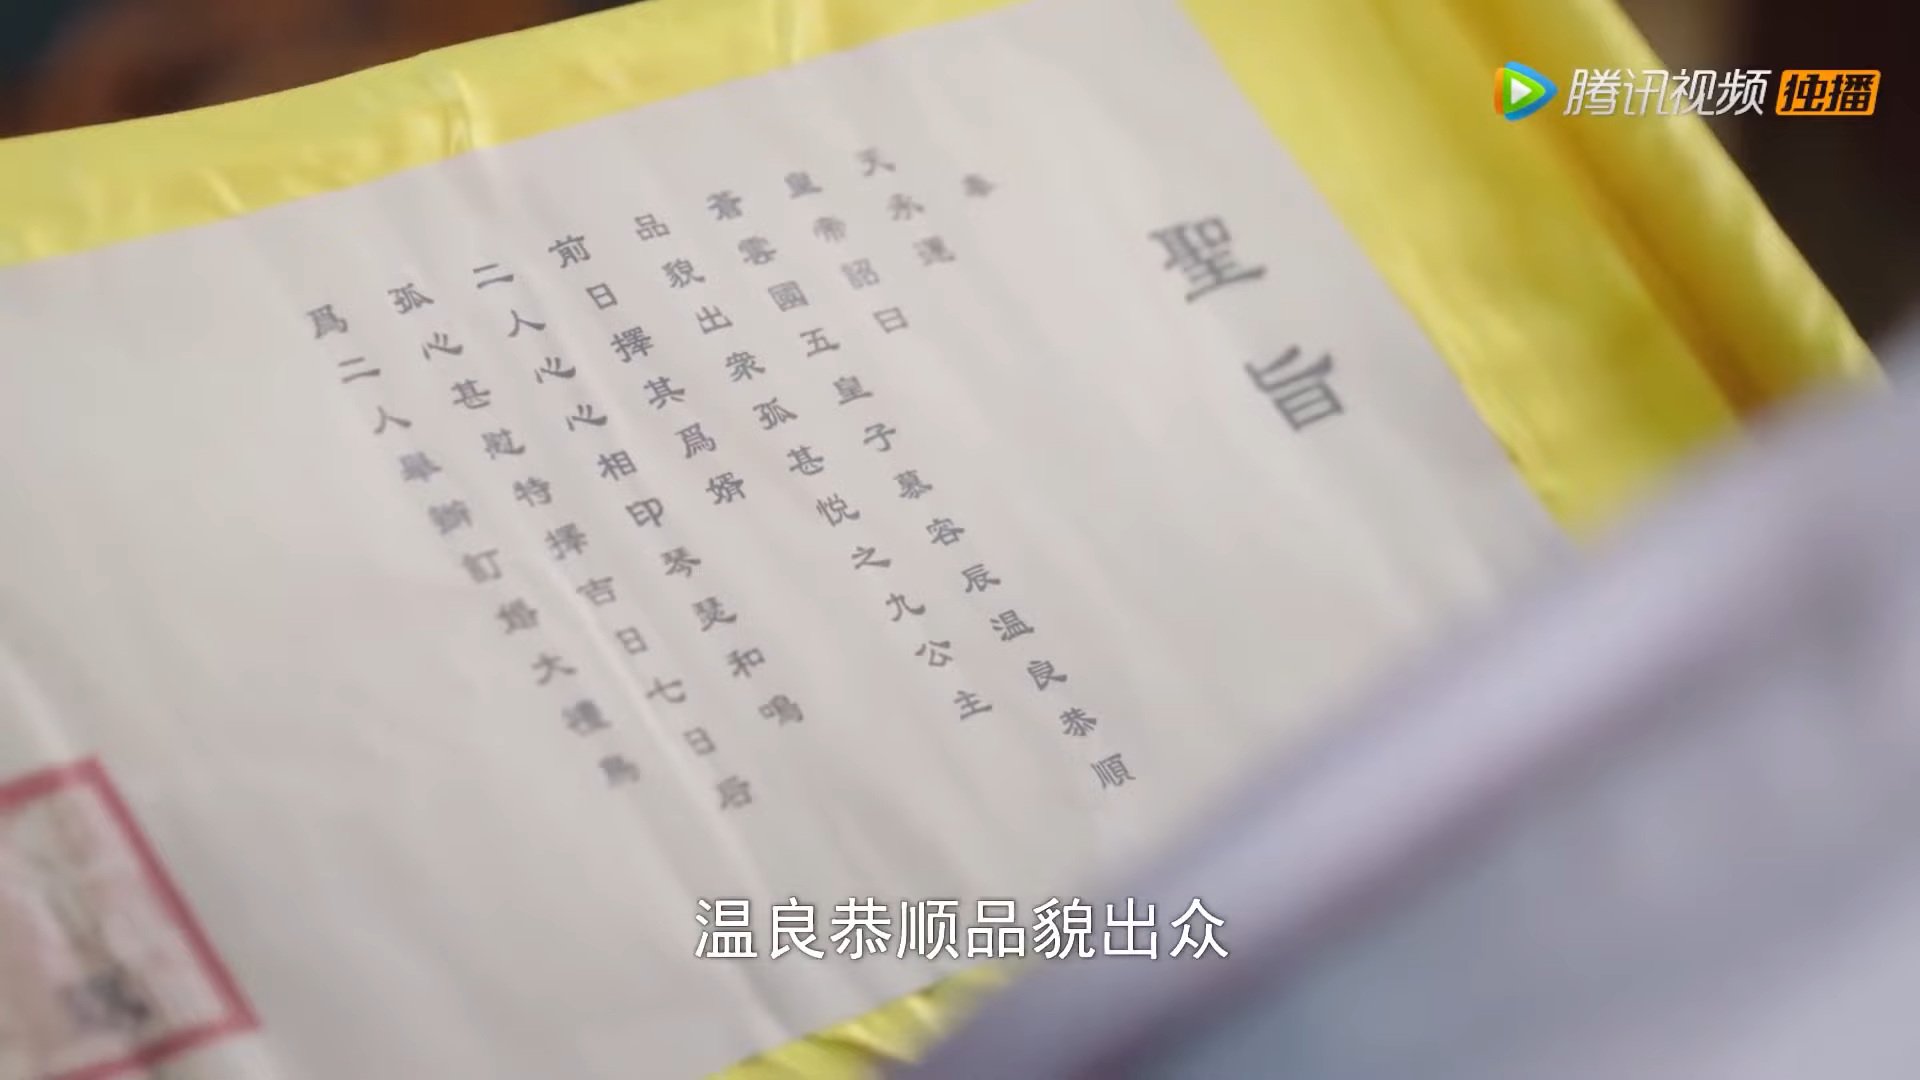 腾讯视频 独播
聖旨
奉
天承運
皇帝詔曰
蒼雲國五皇子慕容辰温良恭順
品貌出衆孤甚悦之九公主
前日擇其爲婿
二人心心相印琴瑟和鳴
孤心甚慰特擇吉日七日后
爲二人舉辦訂婚大禮爲
温良恭顺品貌出众